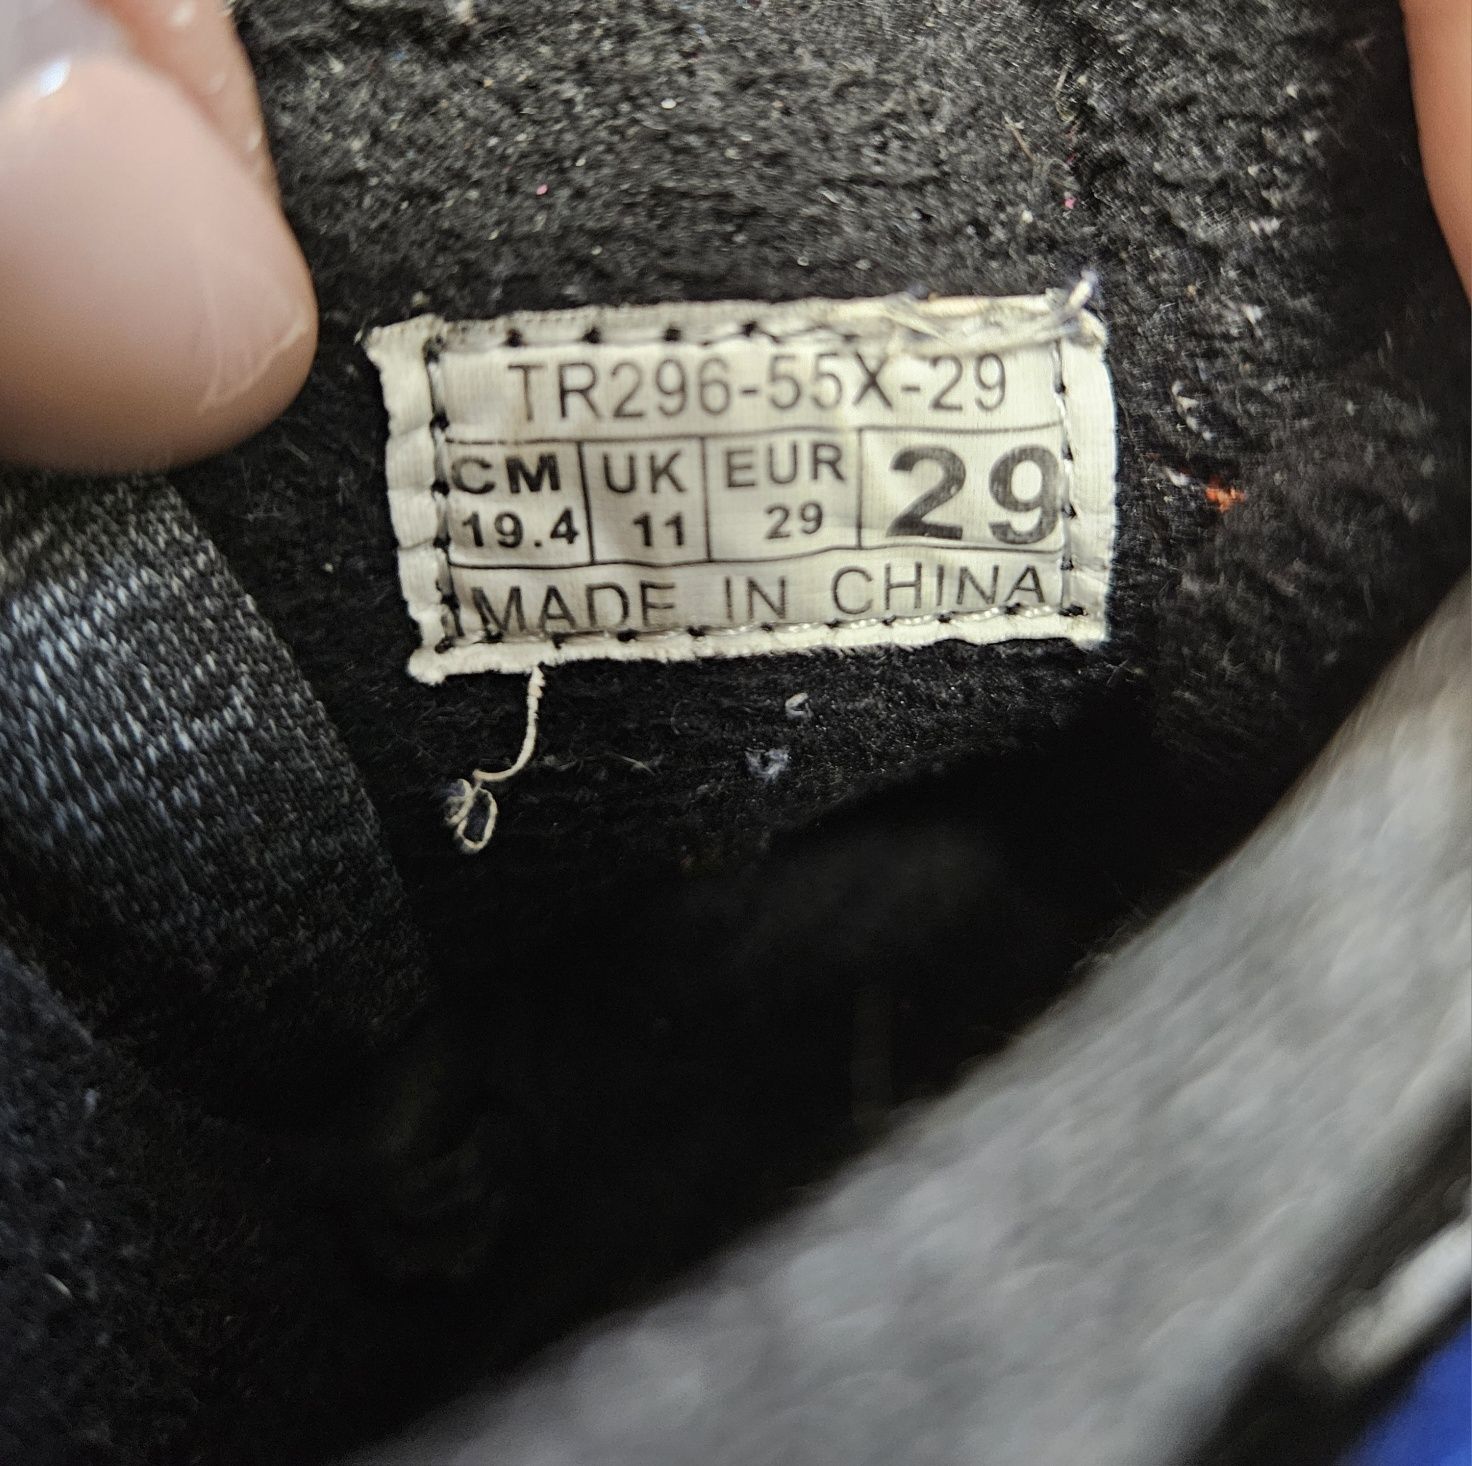 TR296-55X-29
CM UK EUR 29
19.4 11 29
MADE IN CHINA